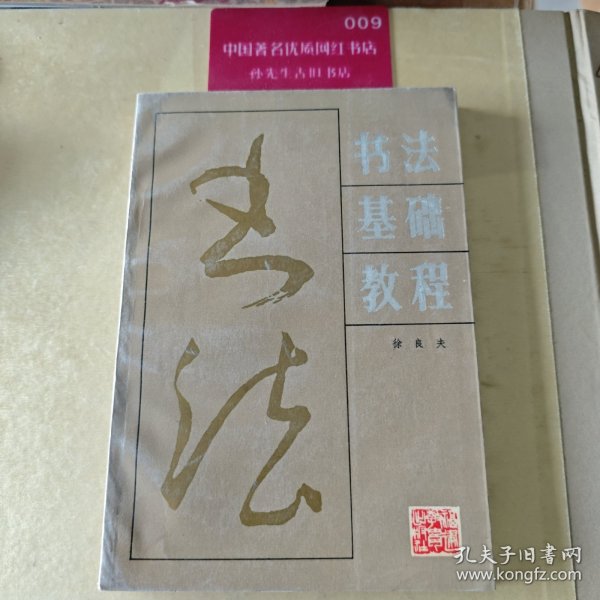 009
中国著名优质网红书店
孙先生古旧书店
书法
基础
教程
徐良夫
书法
孔夫子旧书网
www.kongfz.com